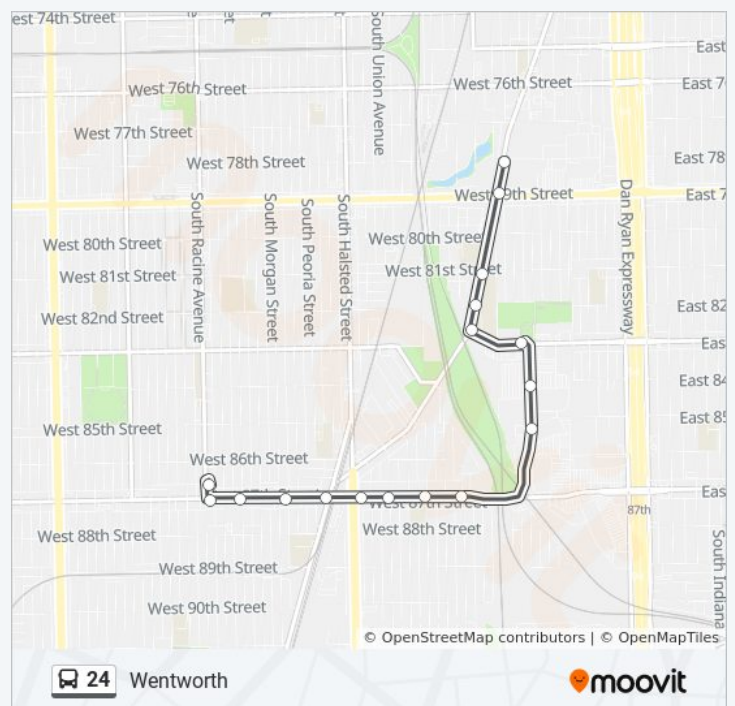 est 74th Street
East
West 76th Street
East 7
West 76th Street
South Union Avenue
West 77th Street
West 78th Street
East 78
West 79th Street
East 7
Dan Ryan Expressway
South Racine Avenue
South Morgan Street
South Peoria Street
South Halsted Street
West 80th Street
West 80th Stree
West 81st Street
West 81st Street
West 82nd Street
East 82
Eas
East 84
East 85
West 85th Street
West 86th Street
West 87th Street
Eas
87th
West 88th Street
West 88th Street
West 89th Street
West 90th Street
South Indiana
© OpenStreetMap contributors | © OpenMapTiles
24 Wentworth
moovit